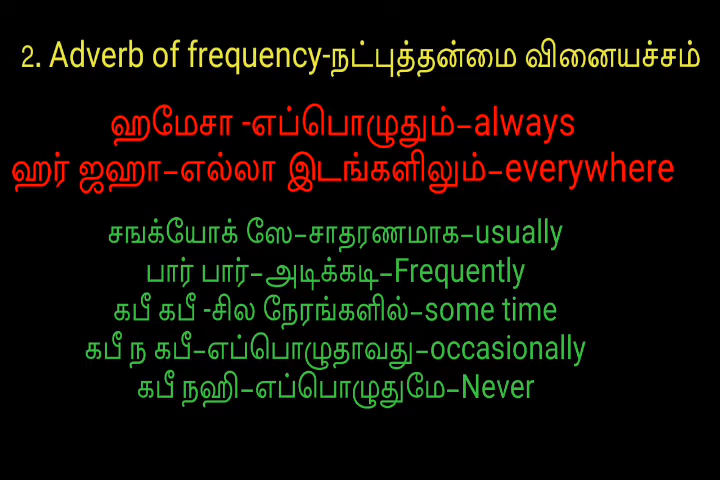 2. Adverb of frequency-நட்புத்தன்மை வினையச்சம்
ஹமேசா -எப்பொழுதும்–always
ஹர் ஜஹா–எல்லா இடங்களிலும்–everywhere
சஙக்யோக் ஸே–சாதரணமாக–usually
பார் பார்–அடிக்கடி–Frequently
கபீ கபீ -சில நேரங்களில்–some time
கபீ ந கபீ–எப்பொழுதாவது–occasionally
கபீ நஹி–எப்பொழுதுமே–Never